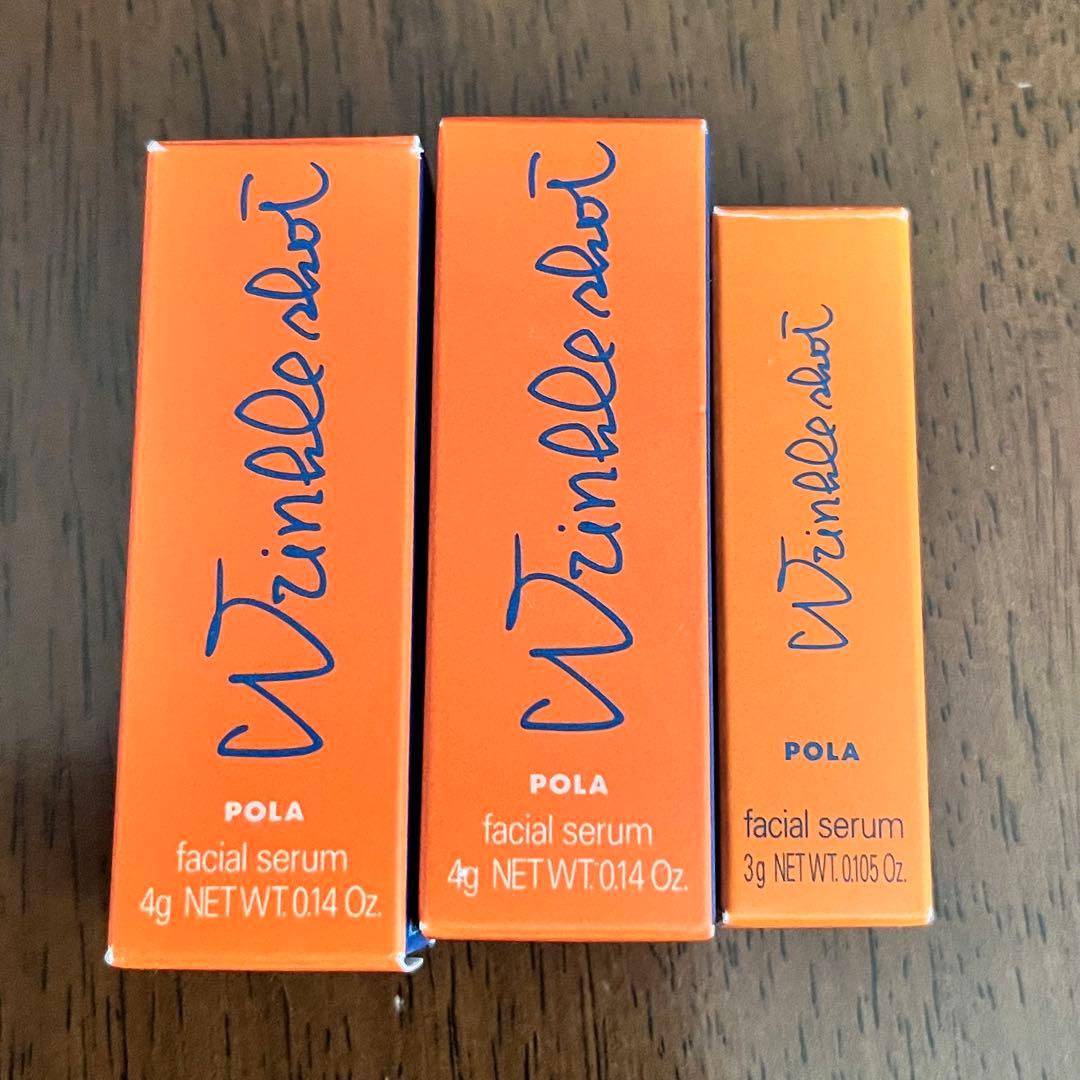 Wrinkle shot
POLA
facial serum
4g NET WT. 0.14 Oz.
Wrinkle shot
POLA
facial serum
4g NET WT. 0.14 Oz.
Wrinkle shot
POLA
facial serum
3g NET WT. 0.105 Oz.